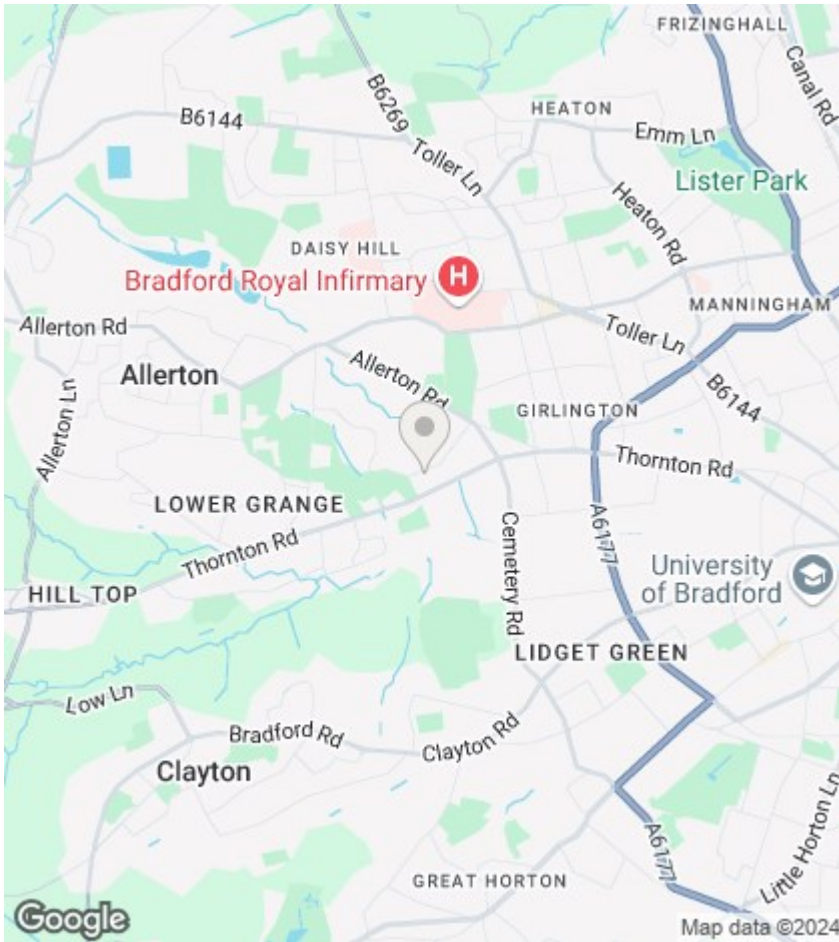 FRIZINGHALL
Canal Rd
B6269
HEATON
B6144
Emm Ln
Toller Ln
Lister Park
Heaton Rd
DAISY HILL
Bradford Royal Infirmary
H
MANNINGHAM
Allerton Rd
Toller Ln
Allerton Rd
Allerton
B6144
Allerton Ln
GIRLINGTON
Thornton Rd
LOWER GRANGE
A6177
Cemetery Rd
Thornton Rd
University
of Bradford
HILL TOP
LIDGET GREEN
Low Ln
Bradford Rd
Clayton Rd
Clayton
Little Horton Ln
A6177
GREAT HORTON
Google
Map data ©2024